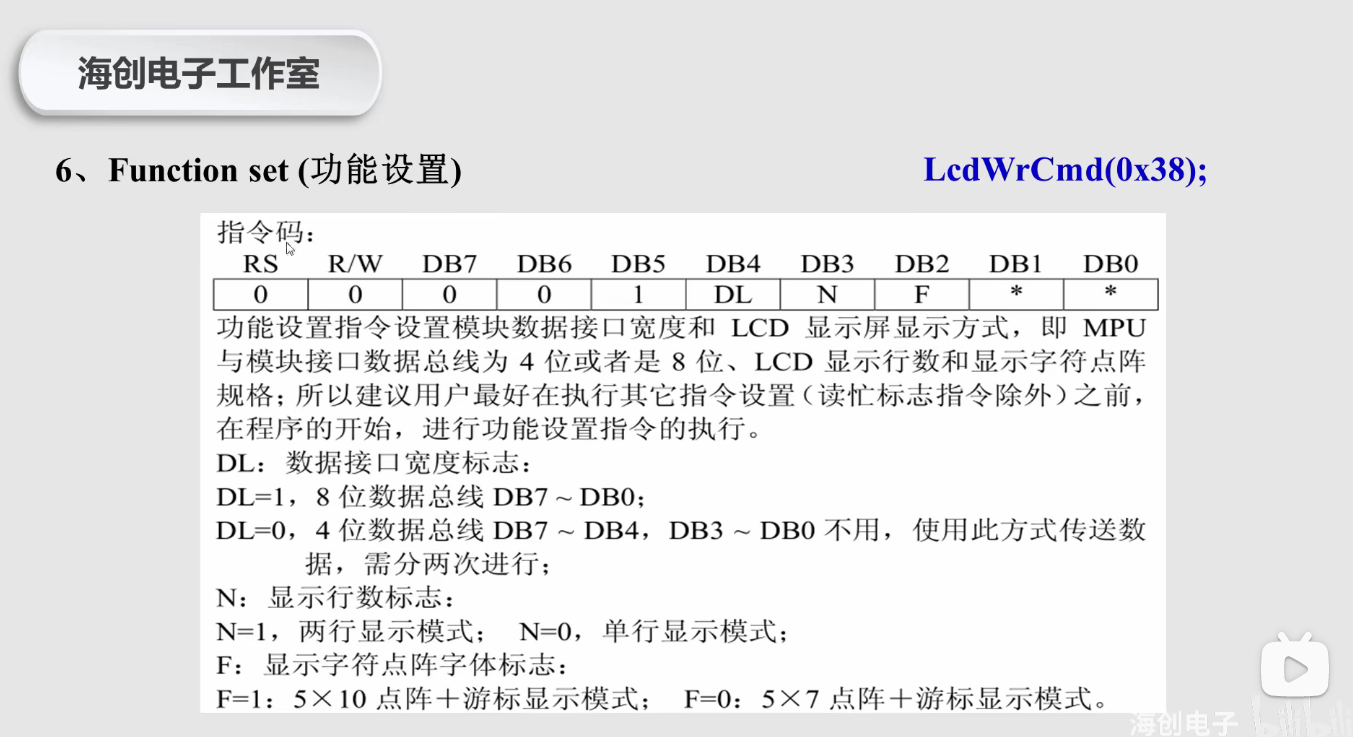 海创电子工作室
6、Function set (功能设置)
LcdWrCmd(0x38);
指令码：
RS R/W DB7 DB6 DB5 DB4 DB3 DB2 DB1 DB0
0 0 0 0 1 DL N F * *
功能设置指令设置模块数据接口宽度和 LCD 显示屏显示方式，即 MPU
与模块接口数据总线为 4 位或者是 8 位、LCD 显示行数和显示字符点阵
规格；所以建议用户最好在执行其它指令设置（读忙标志指令除外）之前，
在程序的开始，进行功能设置指令的执行。
DL：数据接口宽度标志：
DL=1，8 位数据总线 DB7 ~ DB0；
DL=0，4 位数据总线 DB7 ~ DB4，DB3 ~ DB0 不用，使用此方式传送数
据，需分两次进行；
N：显示行数标志：
N=1，两行显示模式； N=0，单行显示模式；
F：显示字符点阵字体标志：
F=1：5×10 点阵＋游标显示模式； F=0：5×7 点阵＋游标显示模式。
海创电子 bilibili